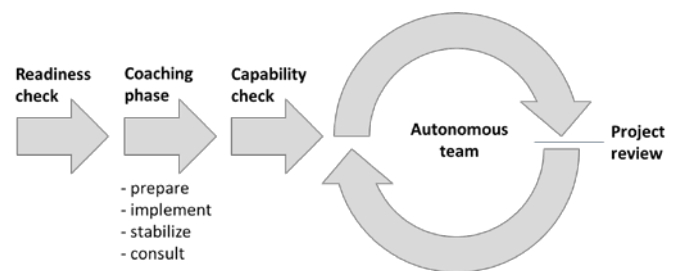 Readiness
check
Coaching
phase
Capability
check
- prepare
- implement
- stabilize
- consult
Autonomous
team
Project
review